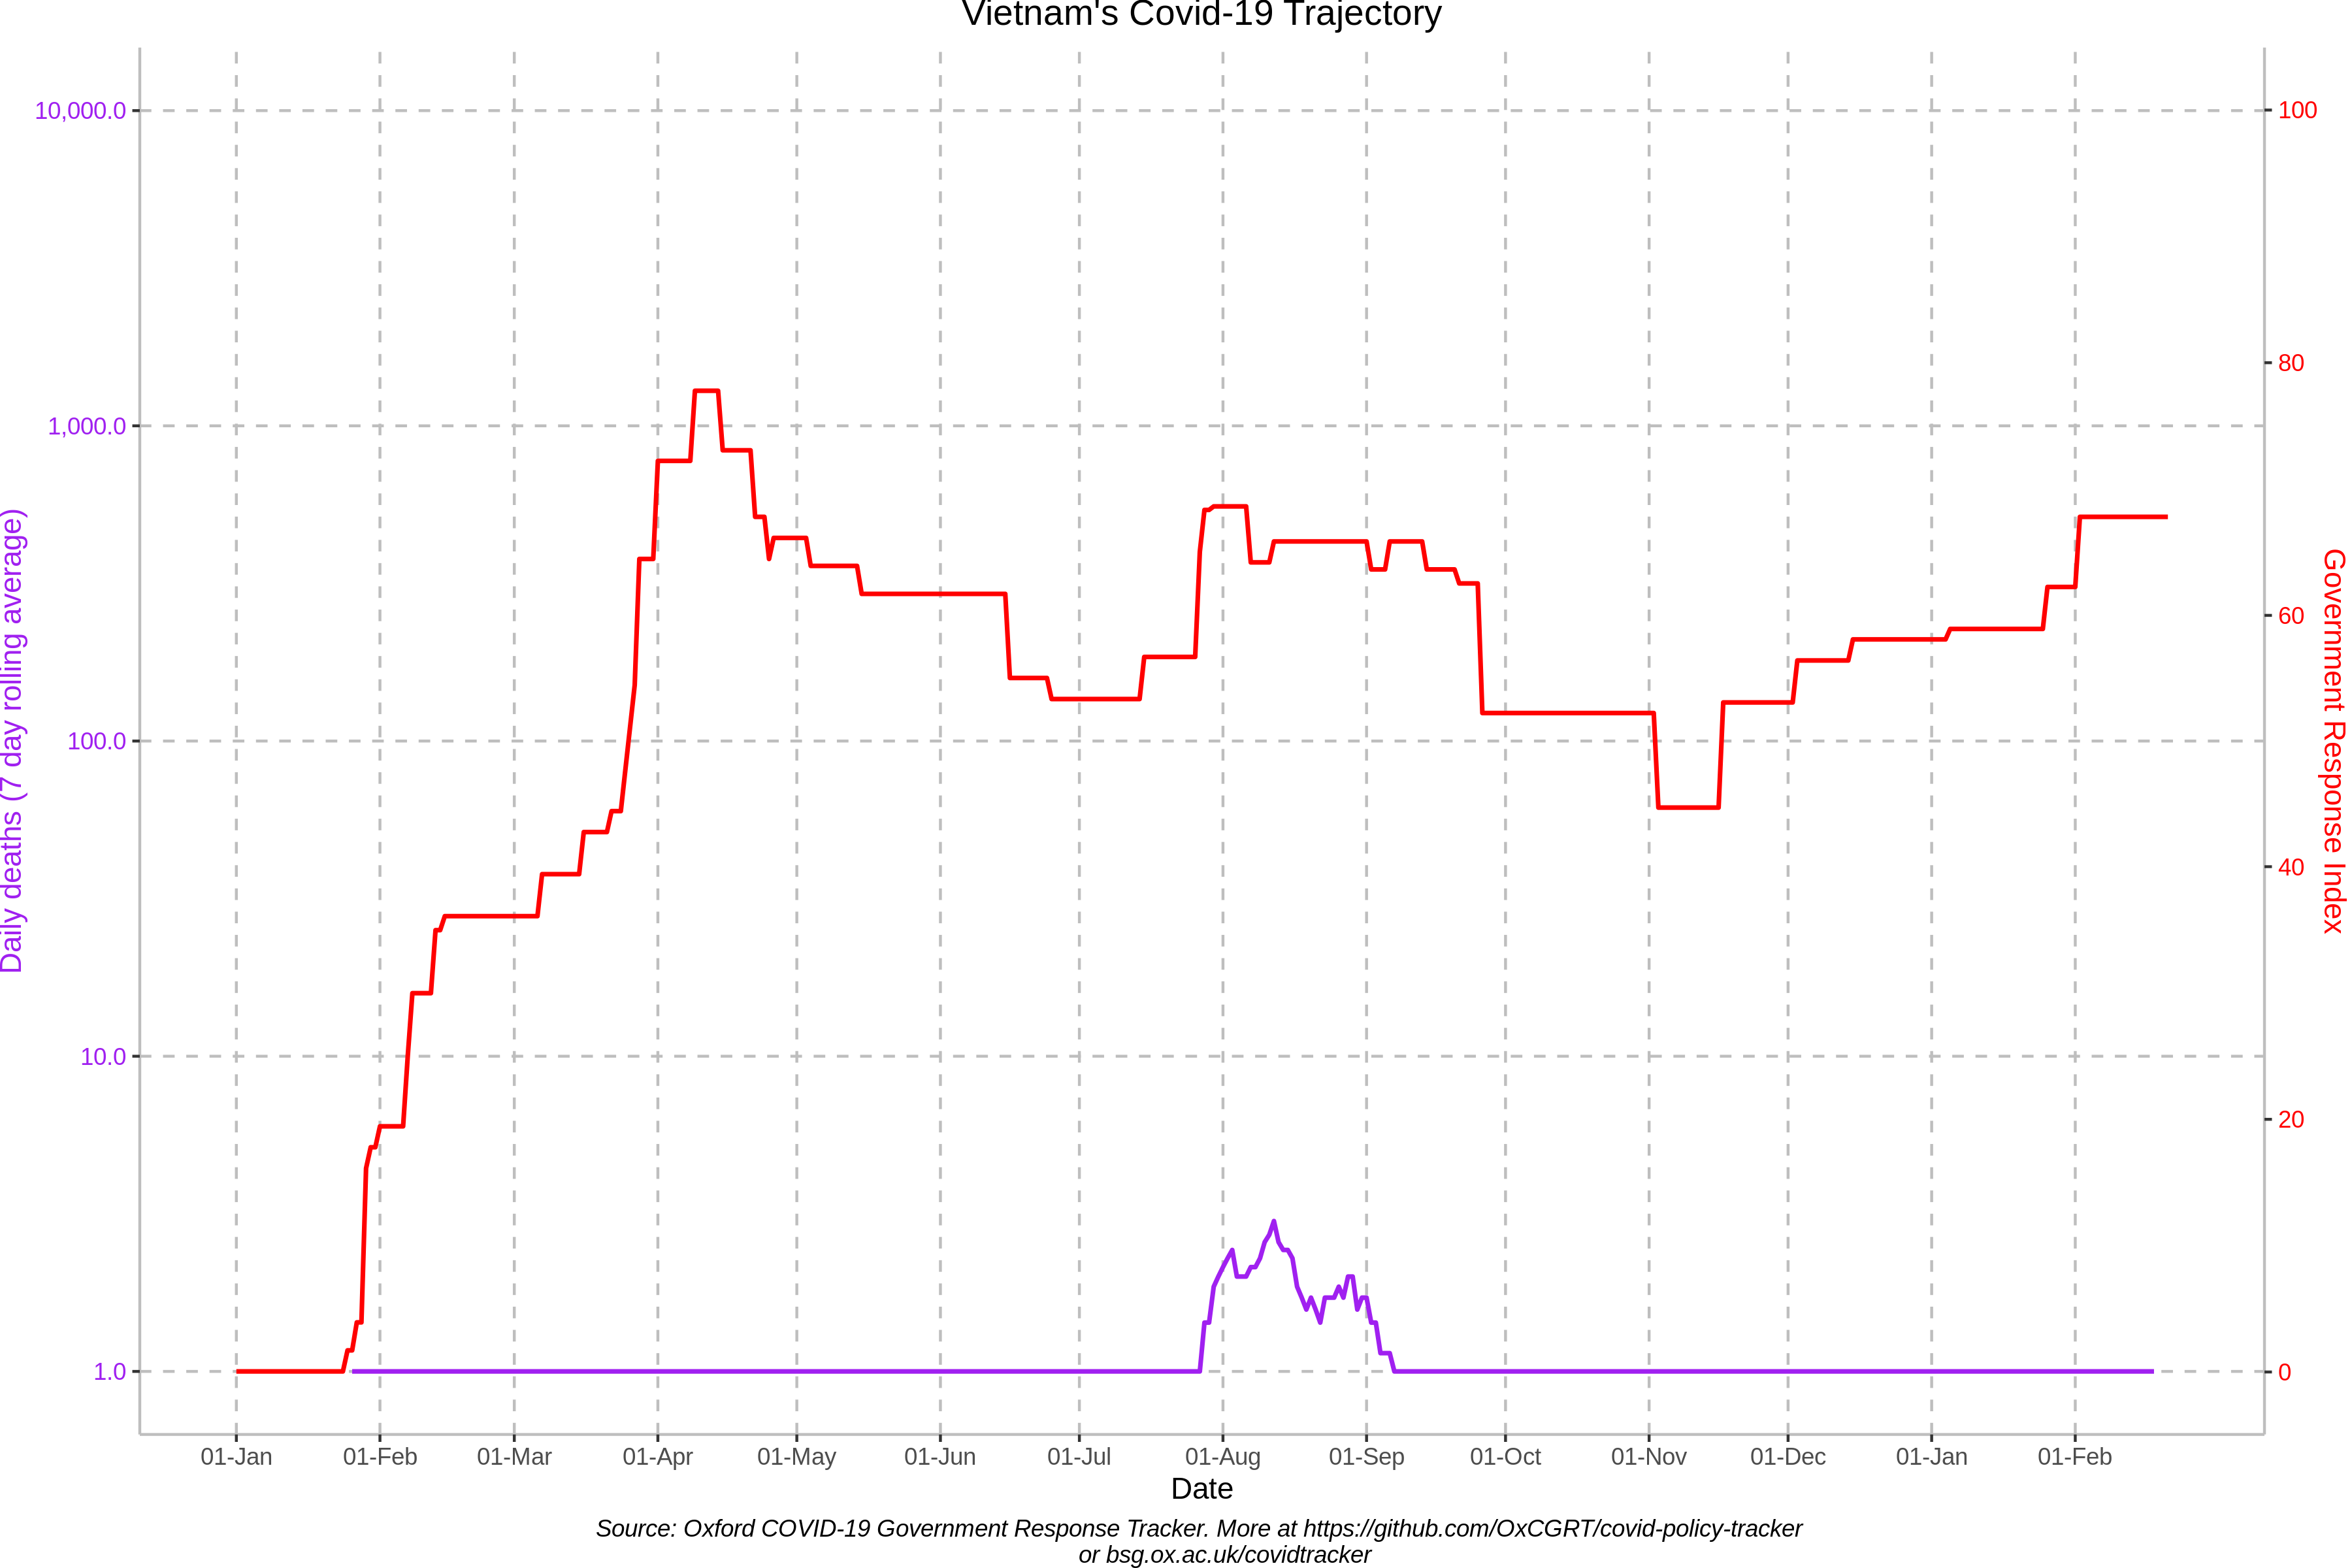 Vietnam's Covid-19 Trajectory
10,000.0
1,000.0
100.0
10.0
1.0
Daily deaths (7 day rolling average)
100
80
60
40
20
0
Government Response Index
01-Jan 01-Feb 01-Mar 01-Apr 01-May 01-Jun 01-Jul 01-Aug 01-Sep 01-Oct 01-Nov 01-Dec 01-Jan 01-Feb
Date
Source: Oxford COVID-19 Government Response Tracker. More at https://github.com/OxCGRT/covid-policy-tracker
or bsg.ox.ac.uk/covidtracker